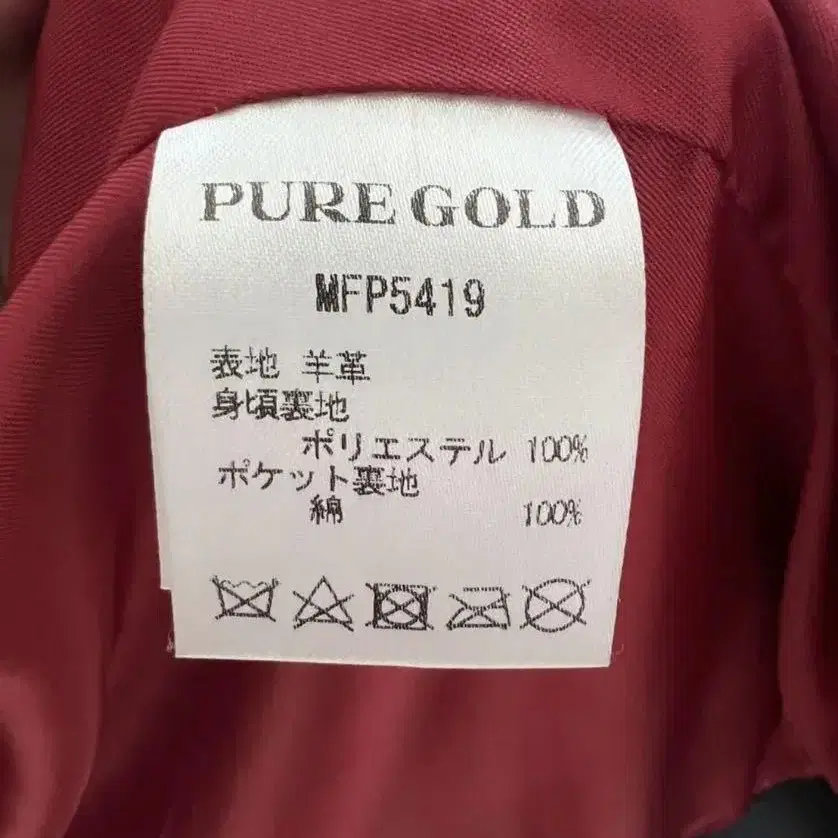 PURE GOLD
MFP5419
表地 羊革
身頃裏地
ポリエステル 100%
ポケット裏地
綿 100%